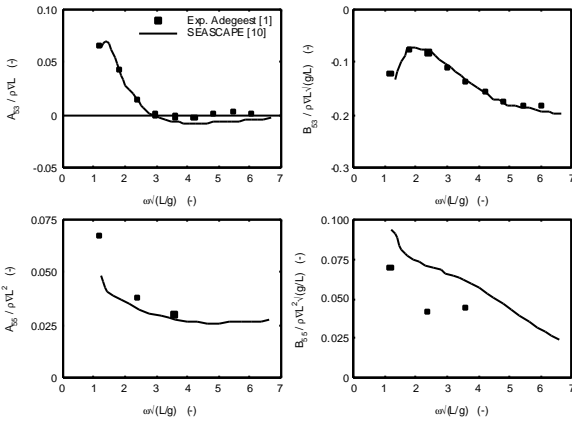 0.10
0.05
0
-0.05
A53 / ρ∇L (-)
Exp. Adegeest [1]
SEASCAPE [10]
0 1 2 3 4 5 6 7
ω√(L/g) (-)
0
-0.1
-0.2
-0.3
B53 / ρ∇L√(g/L) (-)
0 1 2 3 4 5 6 7
ω√(L/g) (-)
0.075
0.050
0.025
0
A55 / ρ∇L² (-)
0 1 2 3 4 5 6 7
ω√(L/g) (-)
0.100
0.075
0.050
0.025
0
B55 / ρ∇L²√(g/L) (-)
0 1 2 3 4 5 6 7
ω√(L/g) (-)